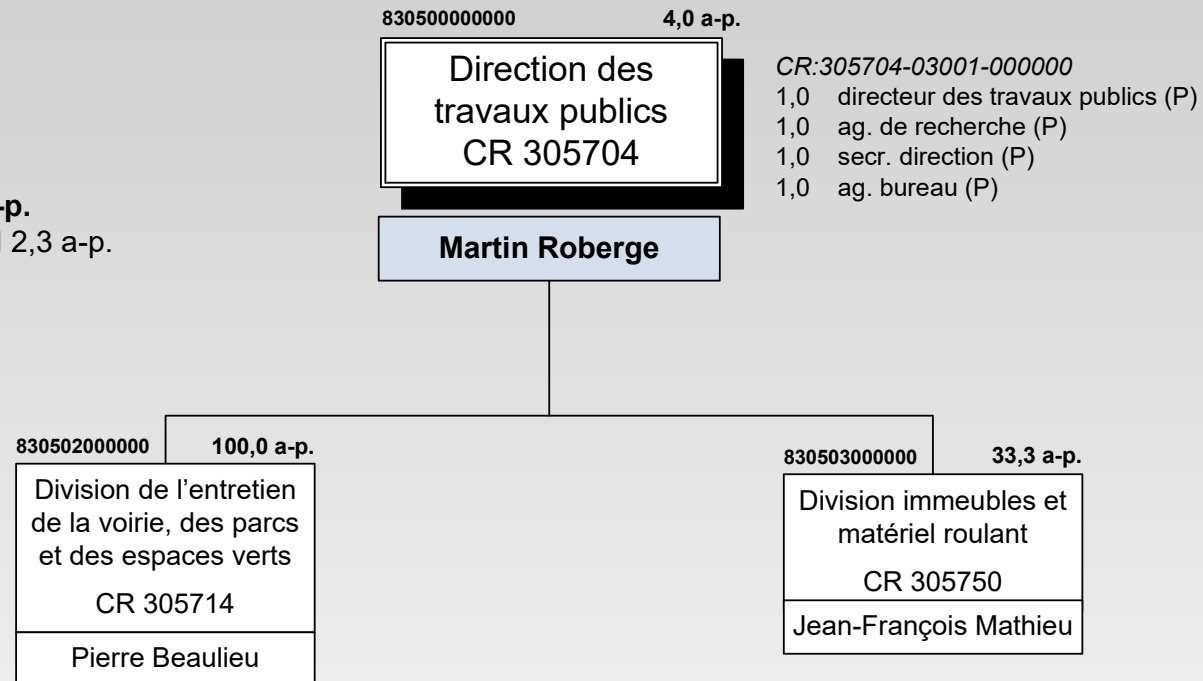 830500000000 4,0 a-p.
Direction des
travaux publics
CR 305704
Martin Roberge
CR:305704-03001-000000
1,0 directeur des travaux publics (P)
1,0 ag. de recherche (P)
1,0 secr. direction (P)
1,0 ag. bureau (P)
-p.
2,3 a-p.
830502000000 100,0 a-p.
Division de l’entretien
de la voirie, des parcs
et des espaces verts
CR 305714
Pierre Beaulieu
830503000000 33,3 a-p.
Division immeubles et
matériel roulant
CR 305750
Jean-François Mathieu